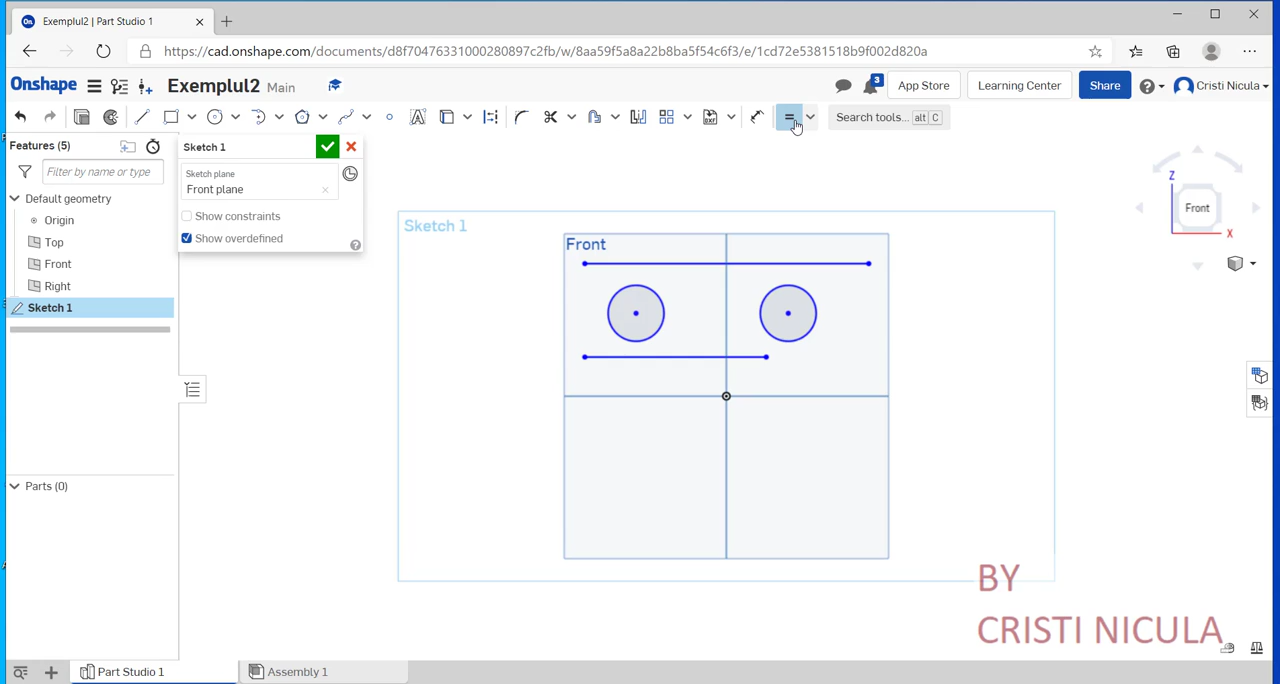 Exemplul2 | Part Studio 1
https://cad.onshape.com/documents/d8f70476331000280897c2fb/w/8aa59f5a8a22b8ba5f54c6f3/e/1cd72e5381518b9f002d820a
Onshape Exemplul2 Main 3 App Store Learning Center Share Cristi Nicula
Search tools... alt C
Features (5)
Filter by name or type
Default geometry
Origin
Top
Front
Right
Sketch 1
Parts (0)
Sketch 1
Sketch plane
Front plane
Show constraints
Show overdefined
Sketch 1
Front
Z
Front
X
BY
CRISTI NICULA
Part Studio 1
Assembly 1